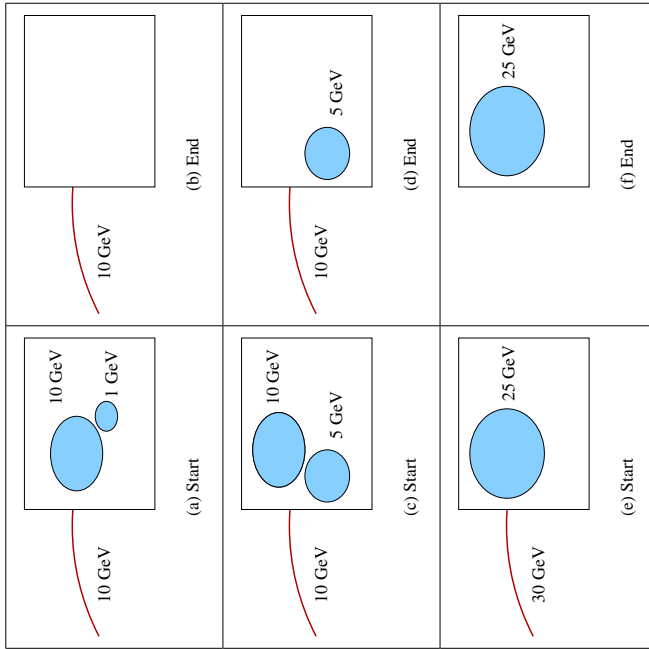 10 GeV
10 GeV
1 GeV
(a) Start
10 GeV
(b) End
10 GeV
10 GeV
5 GeV
(c) Start
10 GeV
5 GeV
(d) End
25 GeV
30 GeV
(e) Start
25 GeV
(f) End